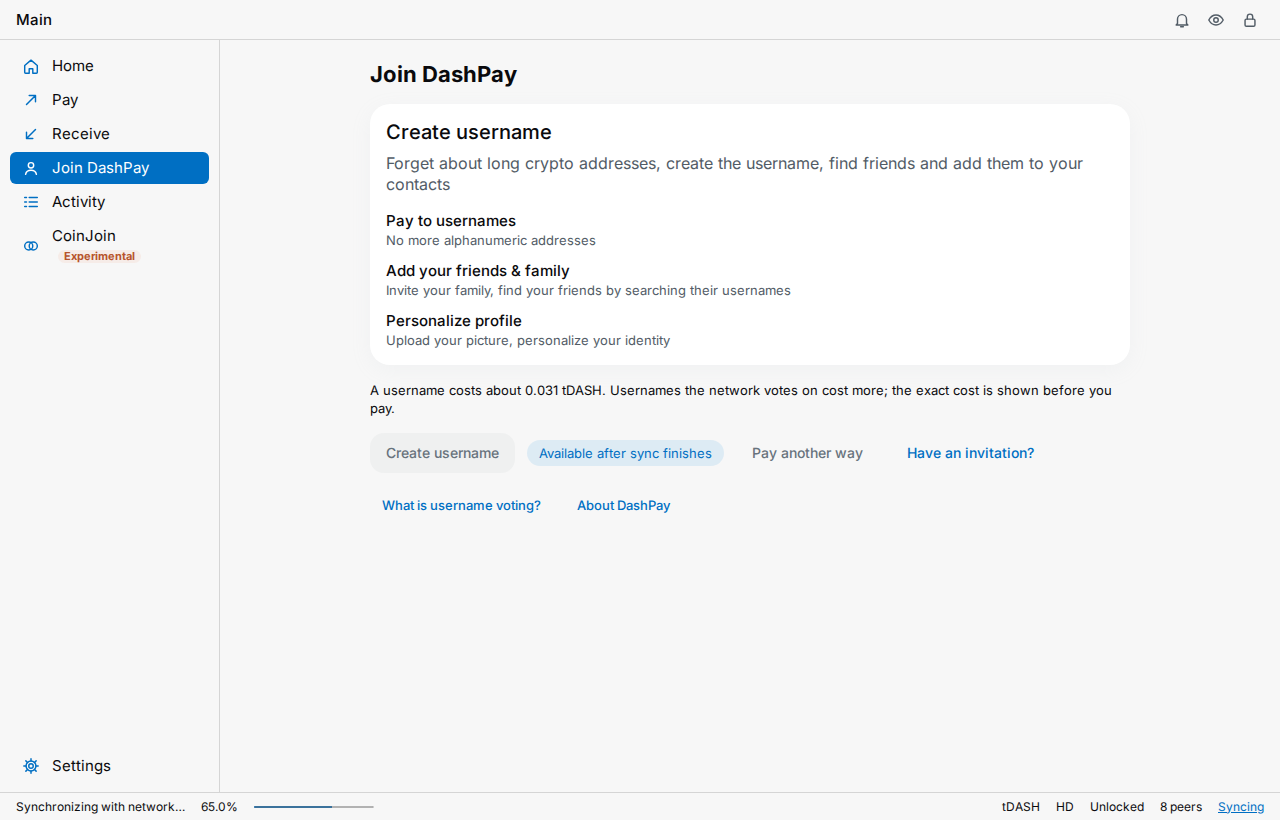 Main
Home
Pay
Receive
Join DashPay
Activity
CoinJoin
Experimental
Settings
Join DashPay
Create username
Forget about long crypto addresses, create the username, find friends and add them to your
contacts
Pay to usernames
No more alphanumeric addresses
Add your friends & family
Invite your family, find your friends by searching their usernames
Personalize profile
Upload your picture, personalize your identity
A username costs about 0.031 tDASH. Usernames the network votes on cost more; the exact cost is shown before you
pay.
Create username Available after sync finishes Pay another way Have an invitation?
What is username voting? About DashPay
Synchronizing with network... 65.0% tDASH HD Unlocked 8 peers Syncing